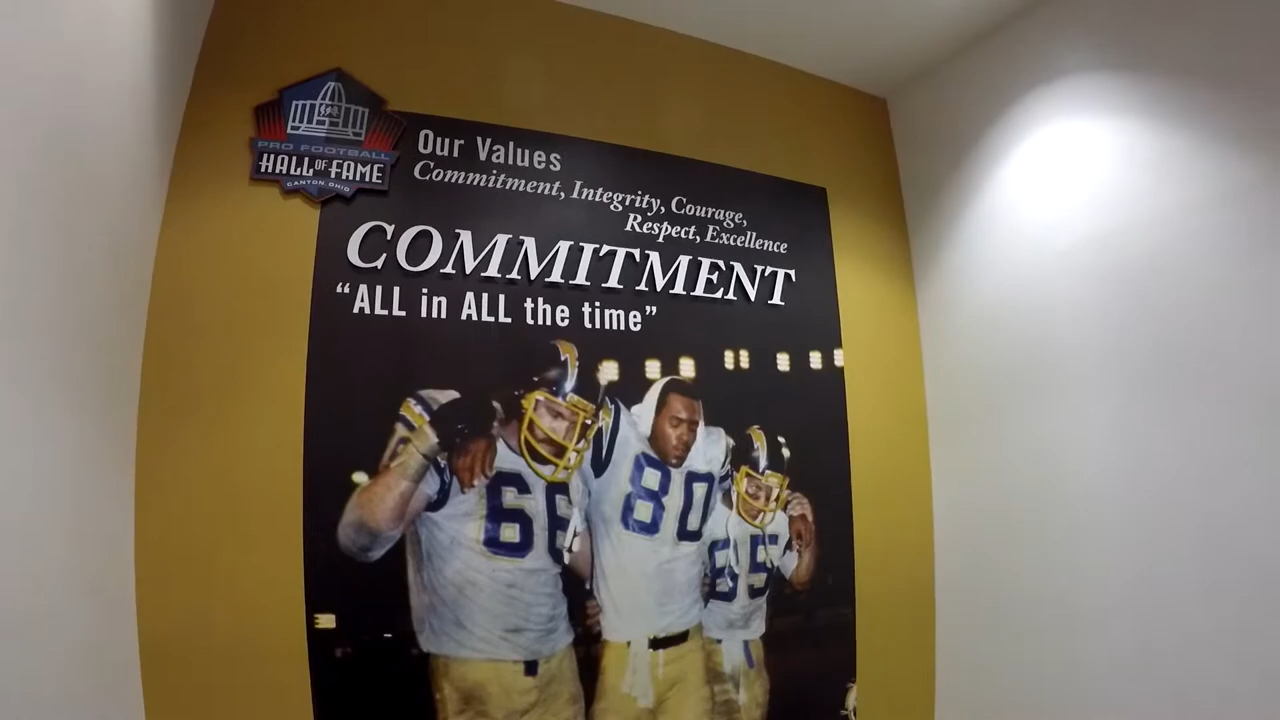 PRO FOOTBALL
HALL OF FAME
CANTON OHIO
Our Values
Commitment, Integrity, Courage,
Respect, Excellence
COMMITMENT
“ALL in ALL the time”
66
80
85